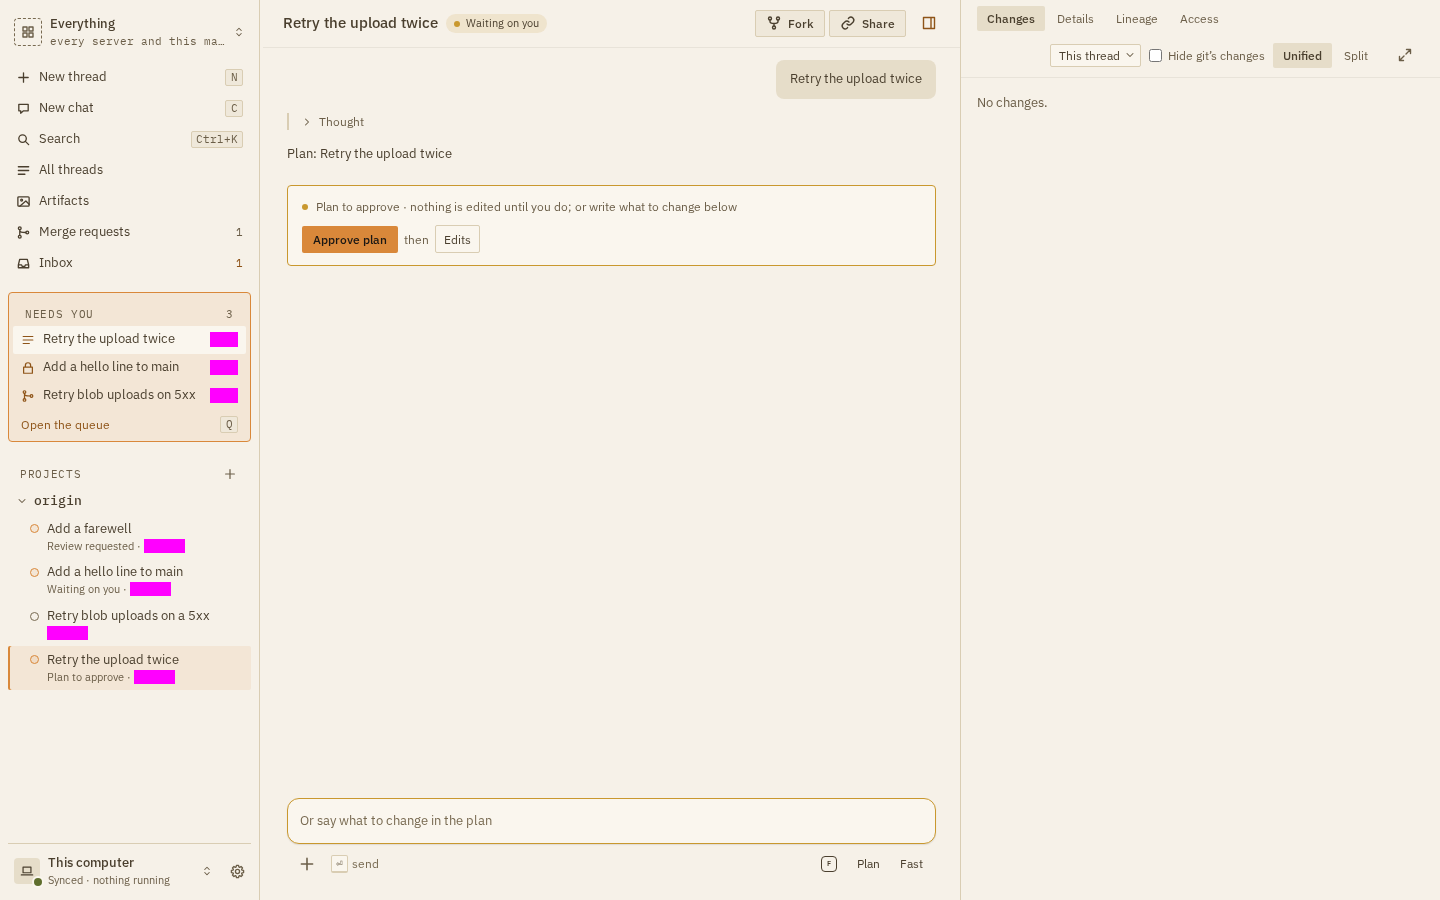 Everything
every server and this ma…
New thread N
New chat C
Search Ctrl+K
All threads
Artifacts
Merge requests 1
Inbox 1
NEEDS YOU 3
Retry the upload twice
Add a hello line to main
Retry blob uploads on 5xx
Open the queue Q
PROJECTS
origin
Add a farewell
Review requested ·
Add a hello line to main
Waiting on you ·
Retry blob uploads on a 5xx
Retry the upload twice
Plan to approve ·
This computer
Synced · nothing running
Retry the upload twice Waiting on you Fork Share
Retry the upload twice
Thought
Plan: Retry the upload twice
Plan to approve · nothing is edited until you do; or write what to change below
Approve plan then Edits
Or say what to change in the plan
⏎ send F Plan Fast
Changes Details Lineage Access
This thread Hide git's changes Unified Split
No changes.